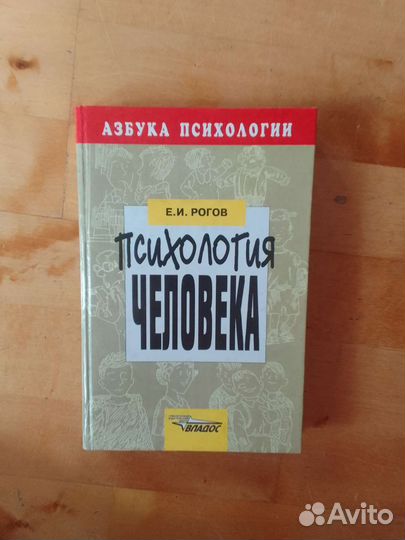 АЗБУКА ПСИХОЛОГИИ
Е.И. РОГОВ
ПСИХОЛОГИЯ
ЧЕЛОВЕКА
ВЛАДОС
Avito